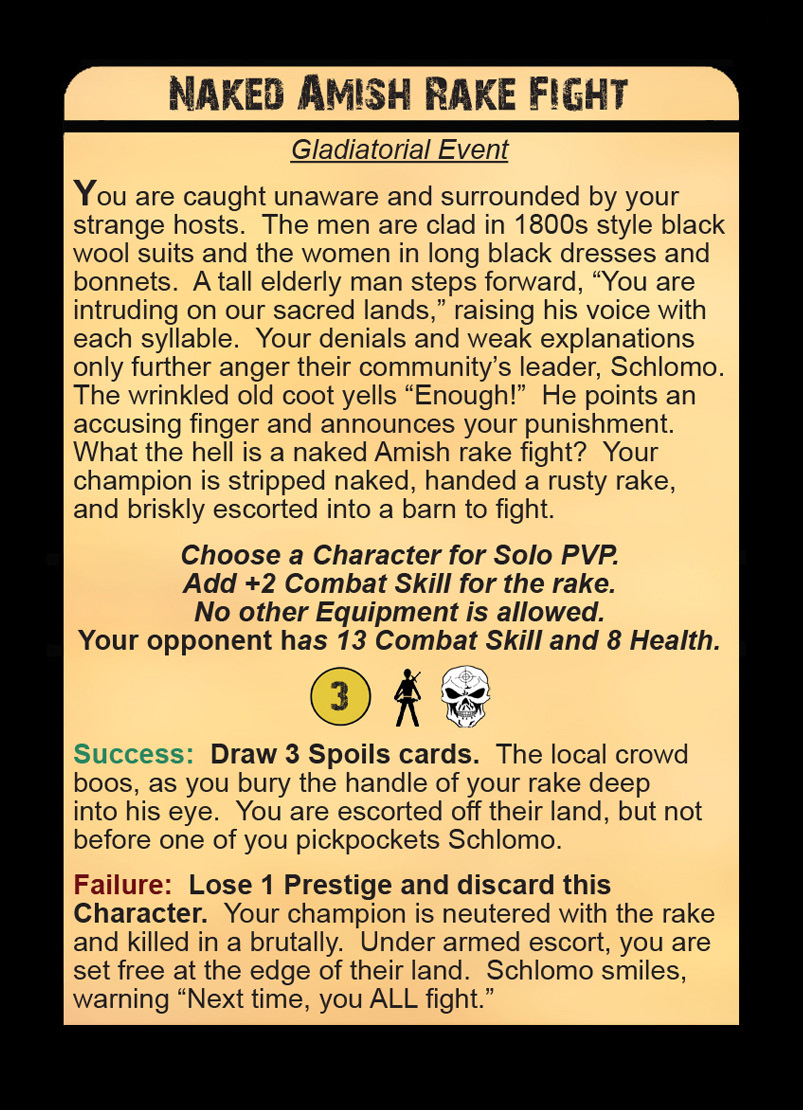 Naked Amish Rake Fight
Gladiatorial Event
You are caught unaware and surrounded by your
strange hosts.  The men are clad in 1800s style black
wool suits and the women in long black dresses and
bonnets.  A tall elderly man steps forward, “You are
intruding on our sacred lands,” raising his voice with
each syllable.  Your denials and weak explanations
only further anger their community’s leader, Schlomo.
The wrinkled old coot yells “Enough!”  He points an
accusing finger and announces your punishment.
What the hell is a naked Amish rake fight?  Your
champion is stripped naked, handed a rusty rake,
and briskly escorted into a barn to fight.
Choose a Character for Solo PVP.
Add +2 Combat Skill for the rake.
No other Equipment is allowed.
Your opponent has 13 Combat Skill and 8 Health.
3
Success:  Draw 3 Spoils cards.  The local crowd
boos, as you bury the handle of your rake deep
into his eye.  You are escorted off their land, but not
before one of you pickpockets Schlomo.
Failure:  Lose 1 Prestige and discard this
Character.  Your champion is neutered with the rake
and killed in a brutally.  Under armed escort, you are
set free at the edge of their land.  Schlomo smiles,
warning “Next time, you ALL fight.”